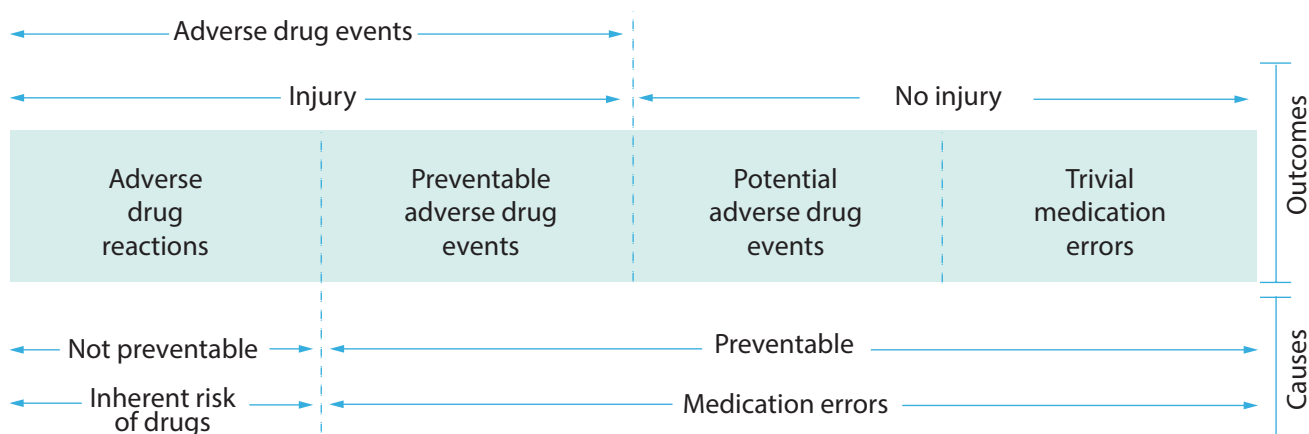 Adverse drug events
Injury
No injury
Adverse
drug
reactions
Preventable
adverse drug
events
Potential
adverse drug
events
Trivial
medication
errors
Outcomes
Not preventable
Preventable
Inherent risk
of drugs
Medication errors
Causes